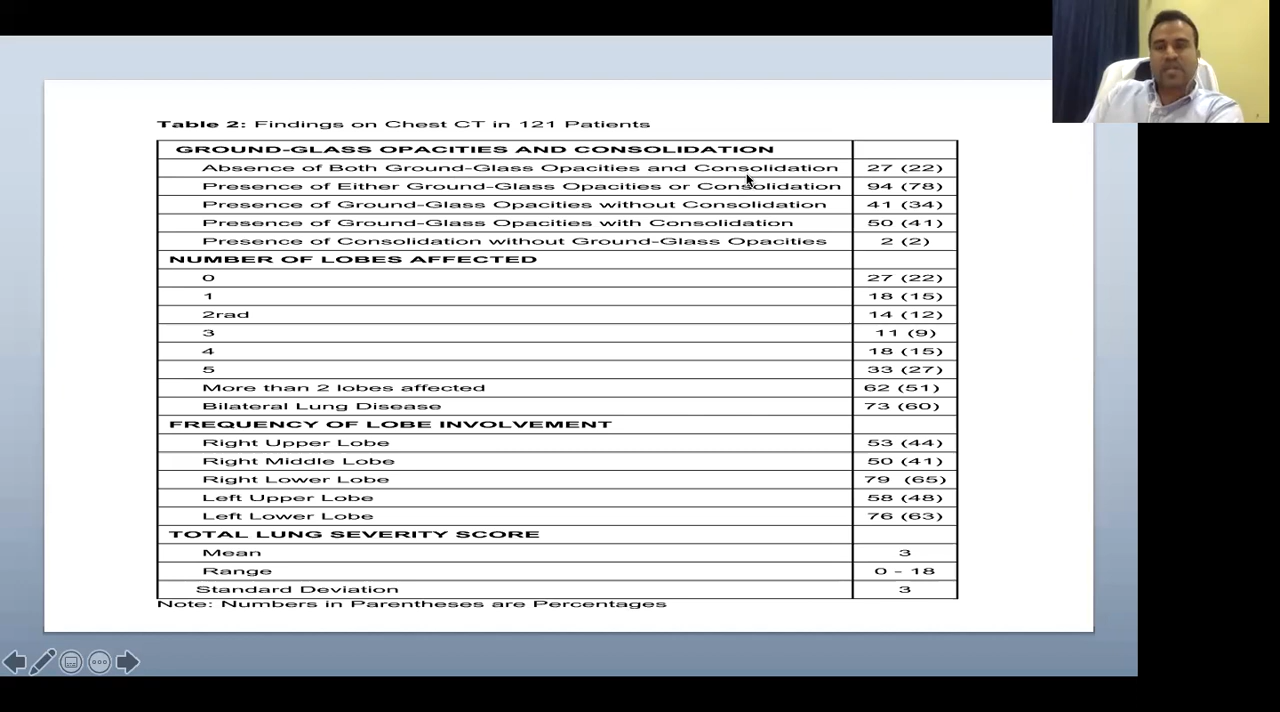 Table 2: Findings on Chest CT in 121 Patients
GROUND-GLASS OPACITIES AND CONSOLIDATION
Absence of Both Ground-Glass Opacities and Consolidation 27 (22)
Presence of Either Ground-Glass Opacities or Consolidation 94 (78)
Presence of Ground-Glass Opacities without Consolidation 41 (34)
Presence of Ground-Glass Opacities with Consolidation 50 (41)
Presence of Consolidation without Ground-Glass Opacities 2 (2)
NUMBER OF LOBES AFFECTED
0 27 (22)
1 18 (15)
2rad 14 (12)
3 11 (9)
4 18 (15)
5 33 (27)
More than 2 lobes affected 62 (51)
Bilateral Lung Disease 73 (60)
FREQUENCY OF LOBE INVOLVEMENT
Right Upper Lobe 53 (44)
Right Middle Lobe 50 (41)
Right Lower Lobe 79 (65)
Left Upper Lobe 58 (48)
Left Lower Lobe 76 (63)
TOTAL LUNG SEVERITY SCORE
Mean 3
Range 0 - 18
Standard Deviation 3
Note: Numbers in Parentheses are Percentages